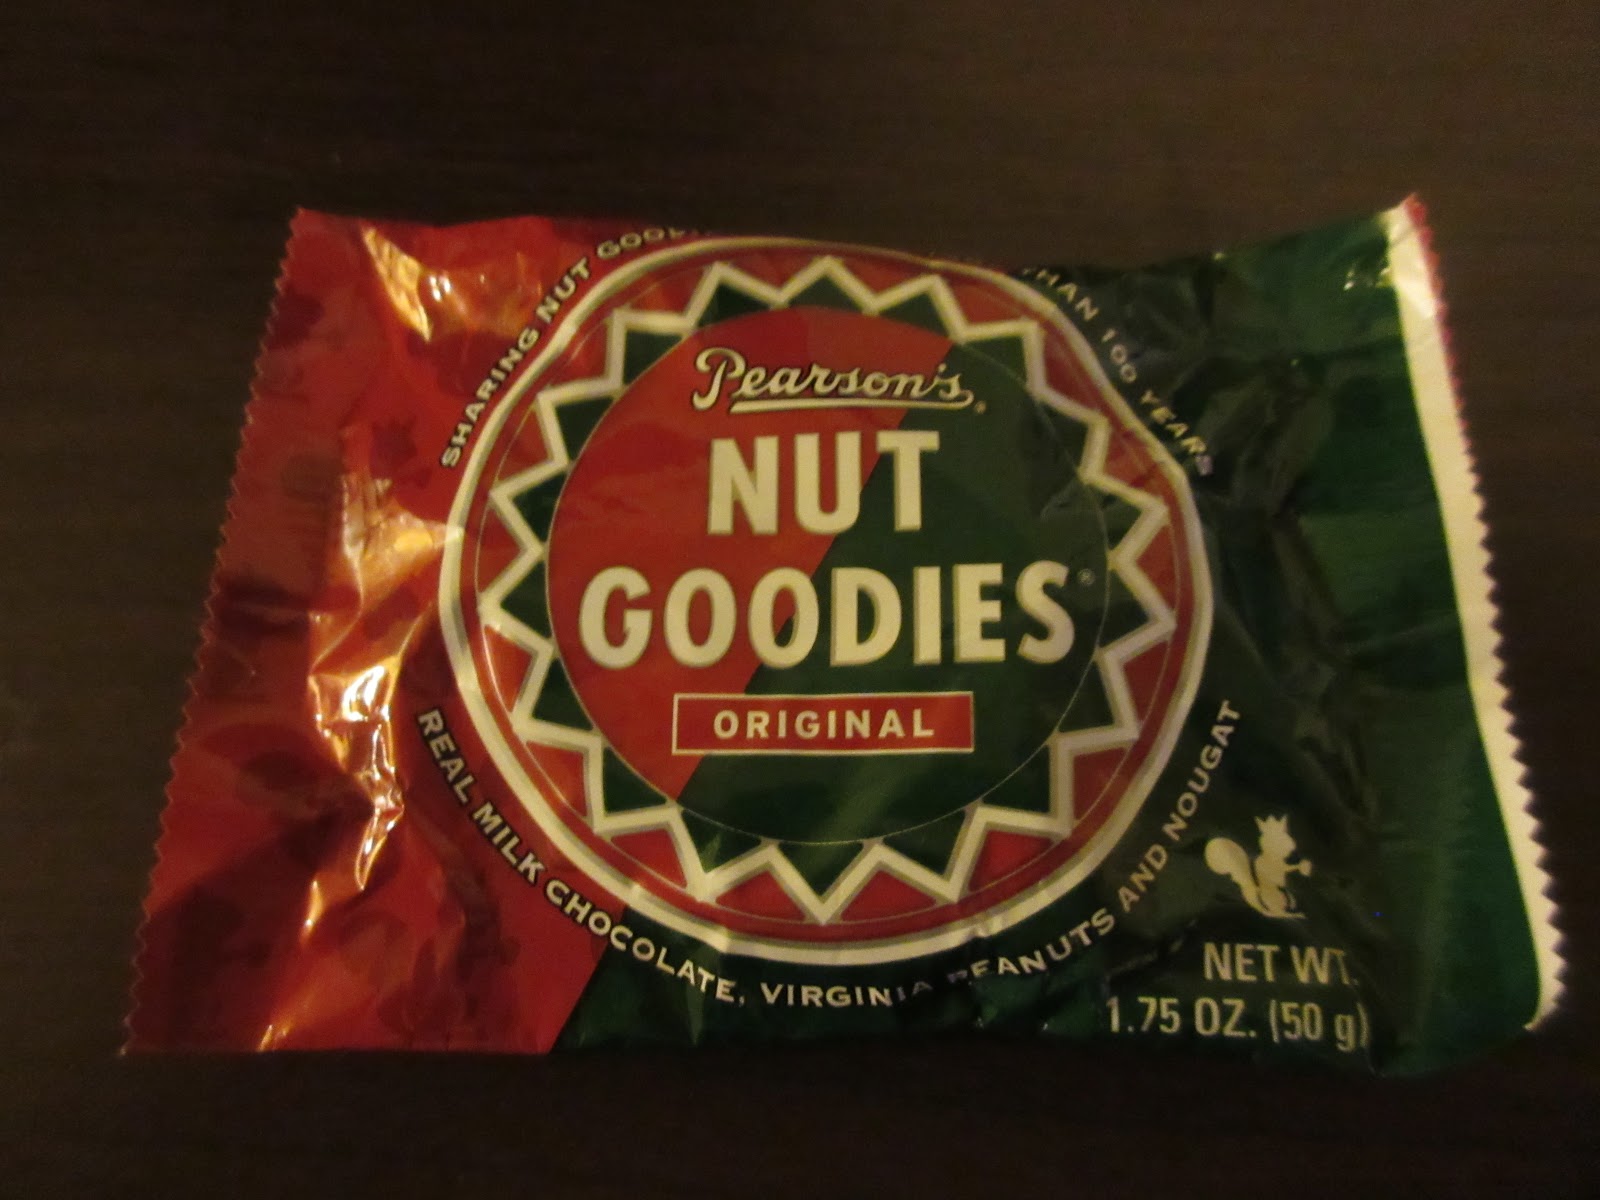 SHARING NUT
THAN 100 YEARS
Pearson's®
NUT
GOODIES®
ORIGINAL
REAL MILK CHOCOLATE, VIRGINIA PEANUTS AND NOUGAT
NET WT.
1.75 OZ. (50 g)